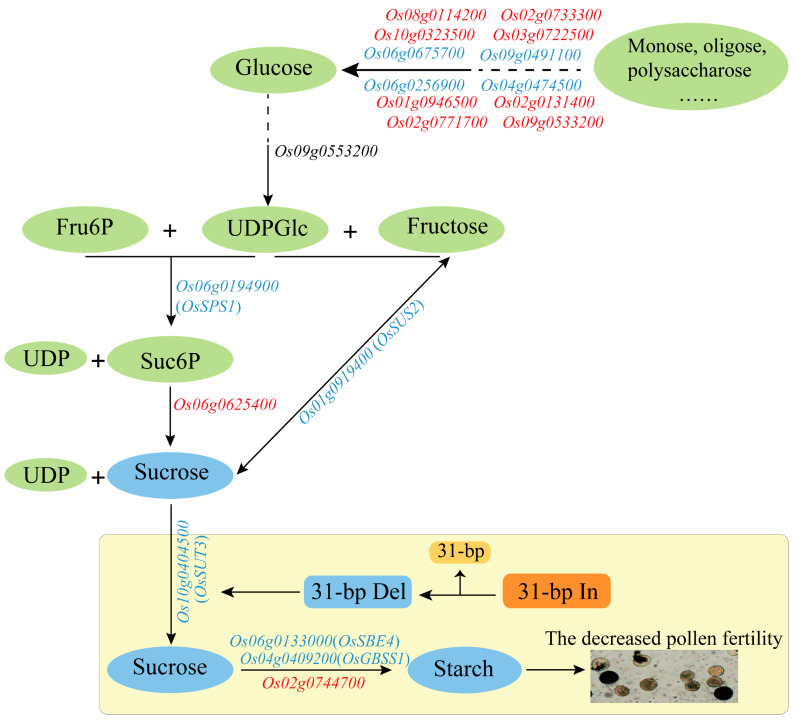 Os08g0114200 Os02g0733300
Os10g0323500 Os03g0722500
Os06g0675700 Os09g0491100
Glucose
Monose, oligose,
polysaccharose
……
Os06g0256900 Os04g0474500
Os01g0946500 Os02g0131400
Os02g0771700 Os09g0533200
Os09g0553200
Fru6P + UDPGlc + Fructose
Os06g0194900
(OsSPS1)
Os01g0919400 (OsSUS2)
UDP + Suc6P
Os06g0625400
UDP + Sucrose
Os10g0404500
(OsSUT3)
31-bp
31-bp Del
31-bp In
Os06g0133000(OsSBE4)
Os04g0409200(OsGBSS1)
Os02g0744700
Sucrose
Starch
The decreased pollen fertility